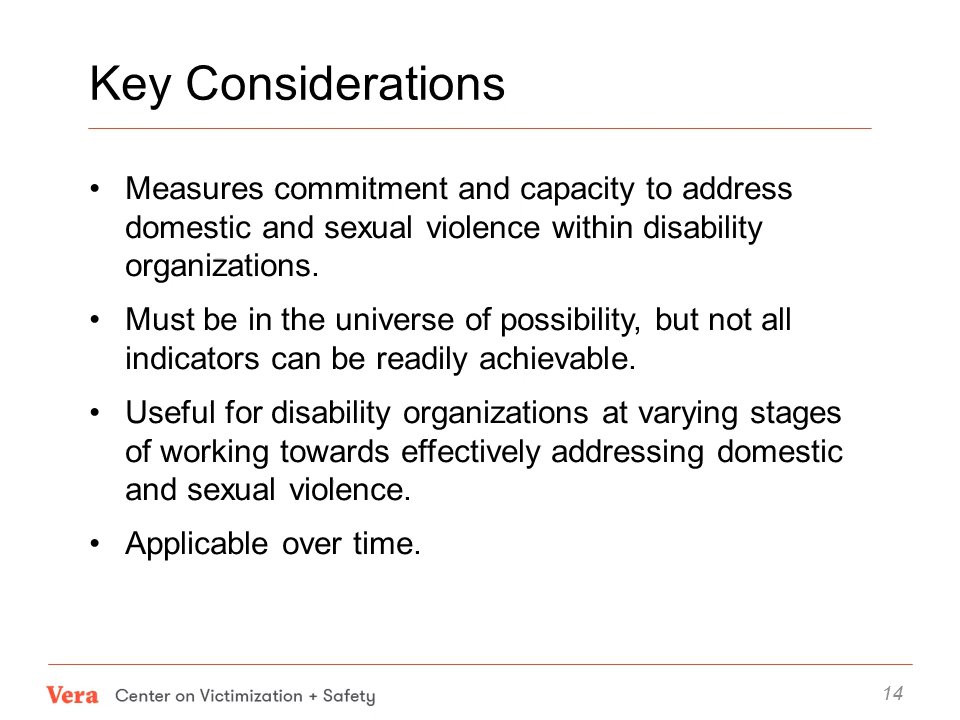 Key Considerations
• Measures commitment and capacity to address
domestic and sexual violence within disability
organizations.
• Must be in the universe of possibility, but not all
indicators can be readily achievable.
• Useful for disability organizations at varying stages
of working towards effectively addressing domestic
and sexual violence.
• Applicable over time.
Vera Center on Victimization + Safety
14